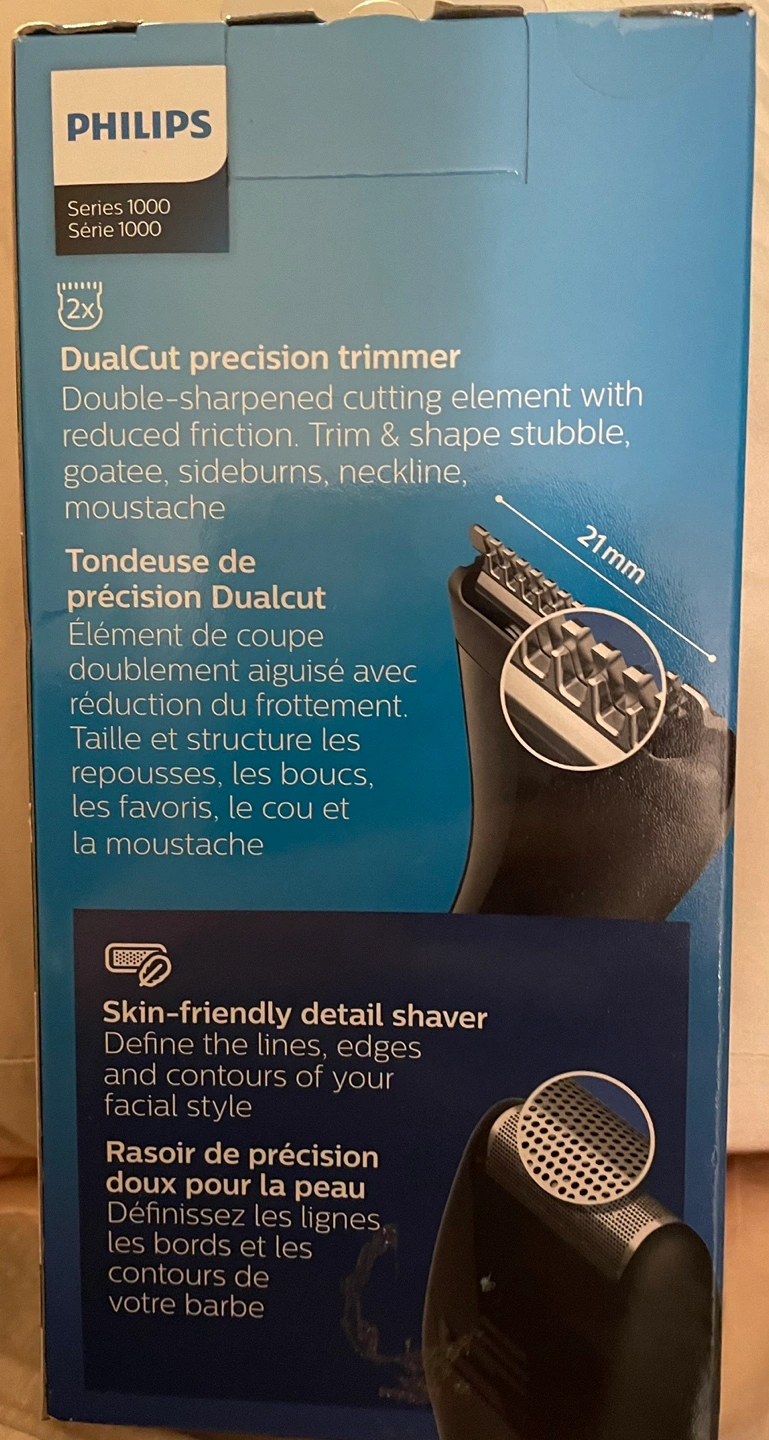 PHILIPS
Series 1000
Série 1000
2x
DualCut precision trimmer
Double-sharpened cutting element with
reduced friction. Trim & shape stubble,
goatee, sideburns, neckline,
moustache
21mm
Tondeuse de
précision Dualcut
Élément de coupe
doublement aiguisé avec
réduction du frottement.
Taille et structure les
repousses, les boucs,
les favoris, le cou et
la moustache
Skin-friendly detail shaver
Define the lines, edges
and contours of your
facial style
Rasoir de précision
doux pour la peau
Définissez les lignes,
les bords et les
contours de
votre barbe